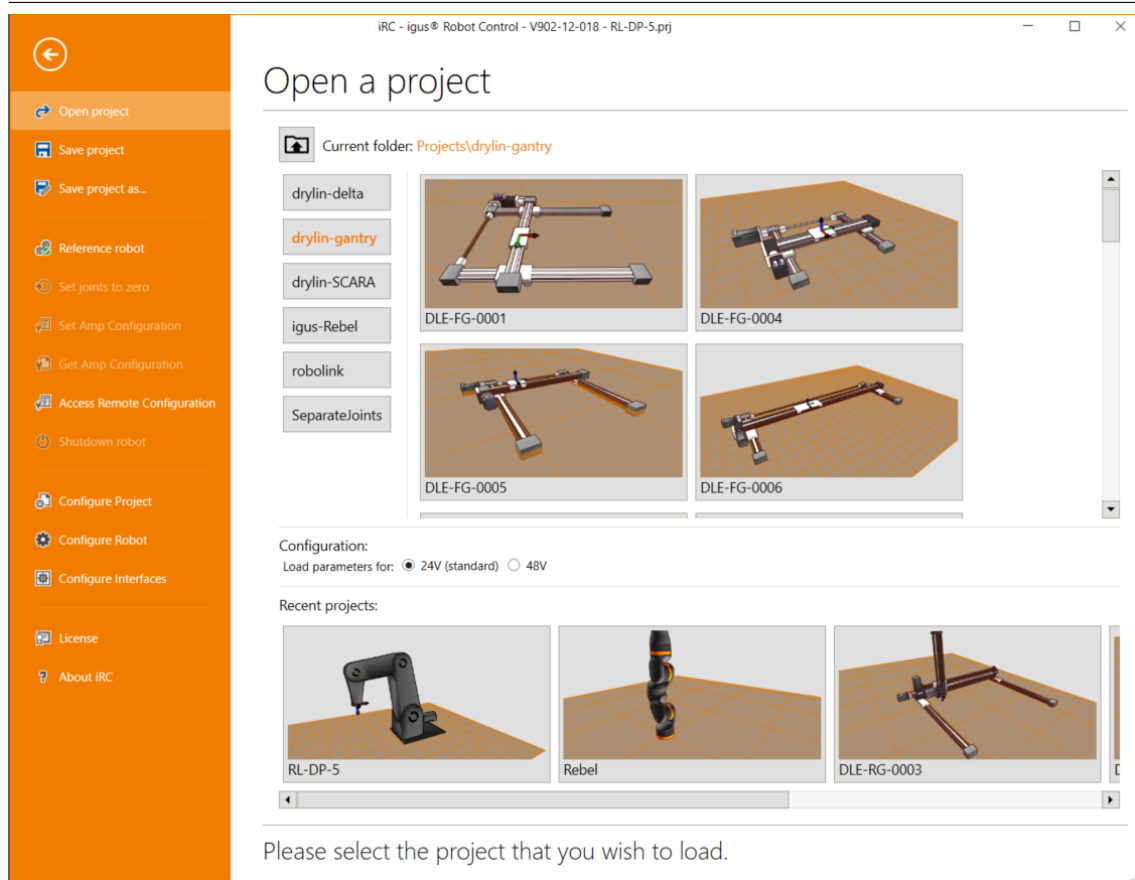 iRC - igus® Robot Control - V902-12-018 - RL-DP-5.prj
Open project
Save project
Save project as...
Reference robot
Set joints to zero
Set Amp Configuration
Get Amp Configuration
Access Remote Configuration
Shutdown robot
Configure Project
Configure Robot
Configure Interfaces
License
About iRC
Open a project
Current folder: Projects\drylin-gantry
drylin-delta
drylin-gantry
drylin-SCARA
igus-Rebel
robolink
SeparateJoints
DLE-FG-0001
DLE-FG-0004
DLE-FG-0005
DLE-FG-0006
Configuration:
Load parameters for: 24V (standard) 48V
Recent projects:
RL-DP-5
Rebel
DLE-RG-0003
Please select the project that you wish to load.